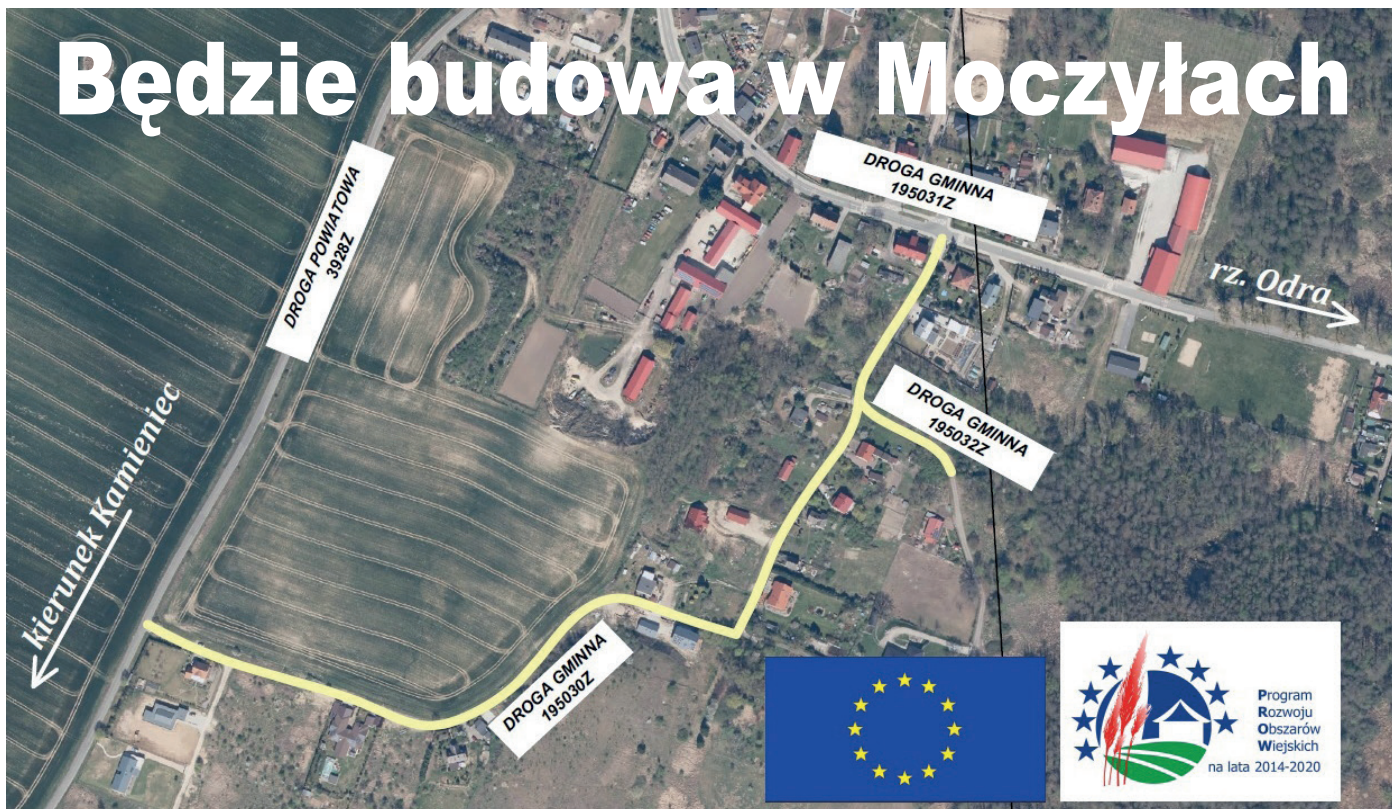 Będzie budowa w Moczyłach
DROGA GMINNA
195031Z
DROGA POWIATOWA
3928Z
rz. Odra
DROGA GMINNA
195032Z
kierunek Kamieniec
DROGA GMINNA
195030Z
Program
Rozwoju
Obszarów
Wiejskich
na lata 2014-2020